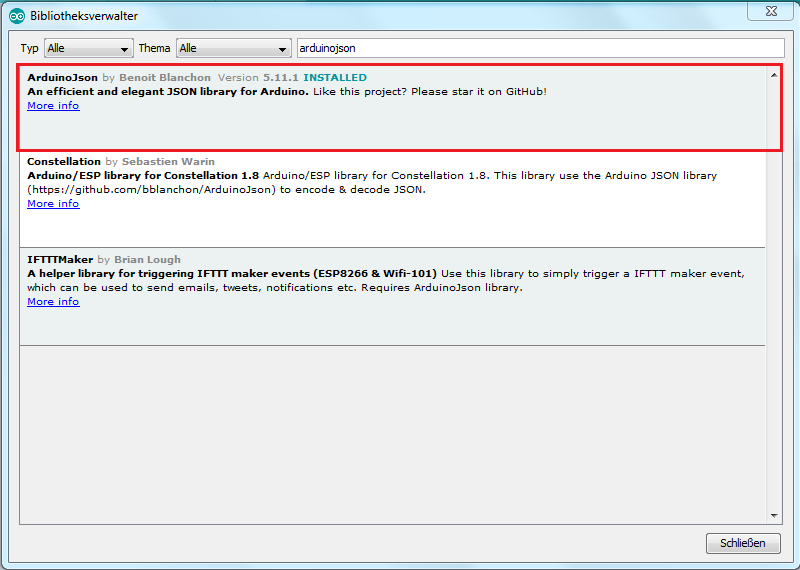 Bibliotheksverwalter
Typ Alle Thema Alle arduinojson
ArduinoJson by Benoit Blanchon Version 5.11.1 INSTALLED
An efficient and elegant JSON library for Arduino. Like this project? Please star it on GitHub!
More info
Constellation by Sebastien Warin
Arduino/ESP library for Constellation 1.8 Arduino/ESP library for Constellation 1.8. This library use the Arduino JSON library
(https://github.com/bblanchon/ArduinoJson) to encode & decode JSON.
More info
IFTTTMaker by Brian Lough
A helper library for triggering IFTTT maker events (ESP8266 & Wifi-101) Use this library to simply trigger a IFTTT maker event,
which can be used to send emails, tweets, notifications etc. Requires ArduinoJson library.
More info
Schließen